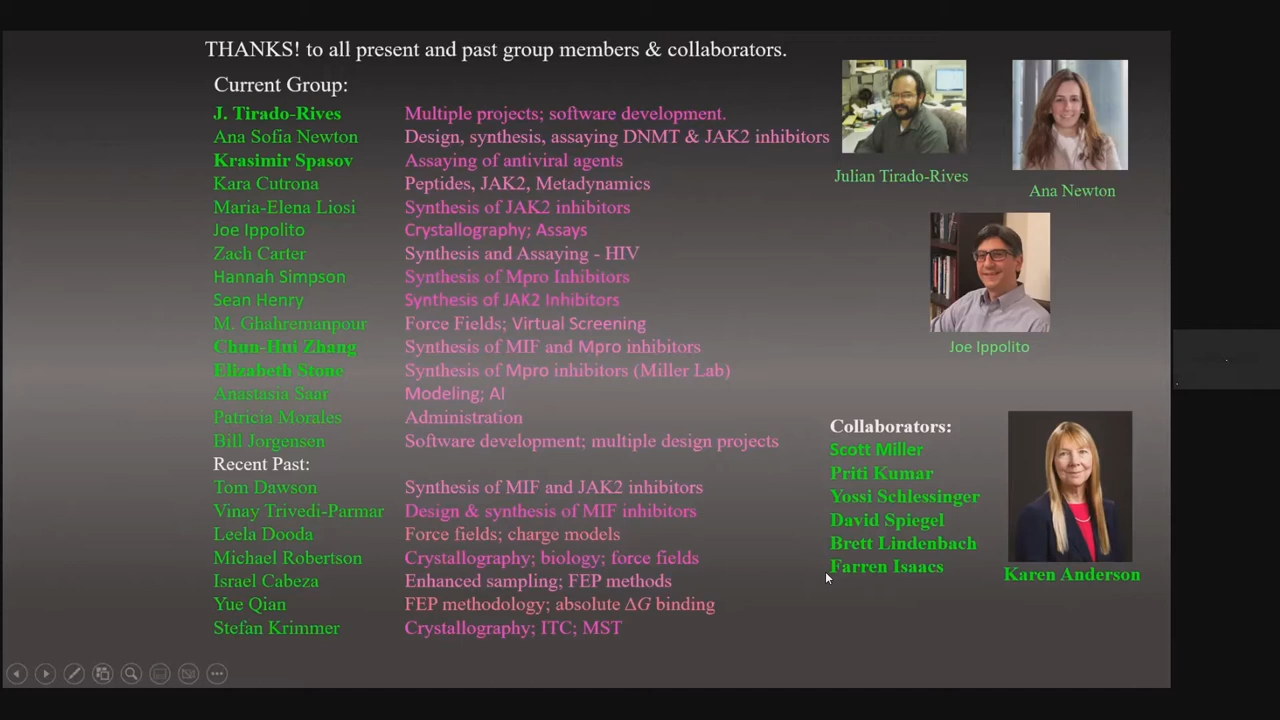 THANKS! to all present and past group members & collaborators.
Current Group:
J. Tirado-Rives Multiple projects; software development.
Ana Sofia Newton Design, synthesis, assaying DNMT & JAK2 inhibitors
Krasimir Spasov Assaying of antiviral agents
Kara Cutrona Peptides, JAK2, Metadynamics
Maria-Elena Liosi Synthesis of JAK2 inhibitors
Joe Ippolito Crystallography; Assays
Zach Carter Synthesis and Assaying - HIV
Hannah Simpson Synthesis of Mpro Inhibitors
Sean Henry Synthesis of JAK2 Inhibitors
M. Ghahremanpour Force Fields; Virtual Screening
Chun-Hui Zhang Synthesis of MIF and Mpro inhibitors
Elizabeth Stone Synthesis of Mpro inhibitors (Miller Lab)
Anastasia Saar Modeling; AI
Patricia Morales Administration
Bill Jorgensen Software development; multiple design projects
Recent Past:
Tom Dawson Synthesis of MIF and JAK2 inhibitors
Vinay Trivedi-Parmar Design & synthesis of MIF inhibitors
Leela Dooda Force fields; charge models
Michael Robertson Crystallography; biology; force fields
Israel Cabeza Enhanced sampling; FEP methods
Yue Qian FEP methodology; absolute ΔG binding
Stefan Krimmer Crystallography; ITC; MST
Julian Tirado-Rives
Ana Newton
Joe Ippolito
Collaborators:
Scott Miller
Priti Kumar
Yossi Schlessinger
David Spiegel
Brett Lindenbach
Farren Isaacs
Karen Anderson